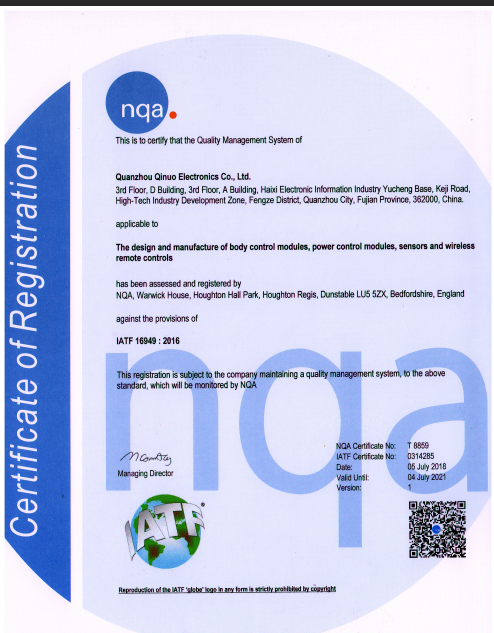 Certificate of Registration
nqa.
This is to certify that the Quality Management System of
Quanzhou Qinuo Electronics Co., Ltd.
3rd Floor, D Building, 3rd Floor, A Building, Haixi Electronic Information Industry Yucheng Base, Keji Road,
High-Tech Industry Development Zone, Fengze District, Quanzhou City, Fujian Province, 362000, China.
applicable to
The design and manufacture of body control modules, power control modules, sensors and wireless
remote controls
has been assessed and registered by
NQA, Warwick House, Houghton Hall Park, Houghton Regis, Dunstable LU5 5ZX, Bedfordshire, England
against the provisions of
IATF 16949 : 2016
This registration is subject to the company maintaining a quality management system, to the above
standard, which will be monitored by NQA
nqa
Managing Director
NQA Certificate No: T 8859
IATF Certificate No: 0314285
Date: 05 July 2018
Valid Until: 04 July 2021
Version: 1
IATF
®
Reproduction of the IATF 'globe' logo in any form is strictly prohibited by copyright